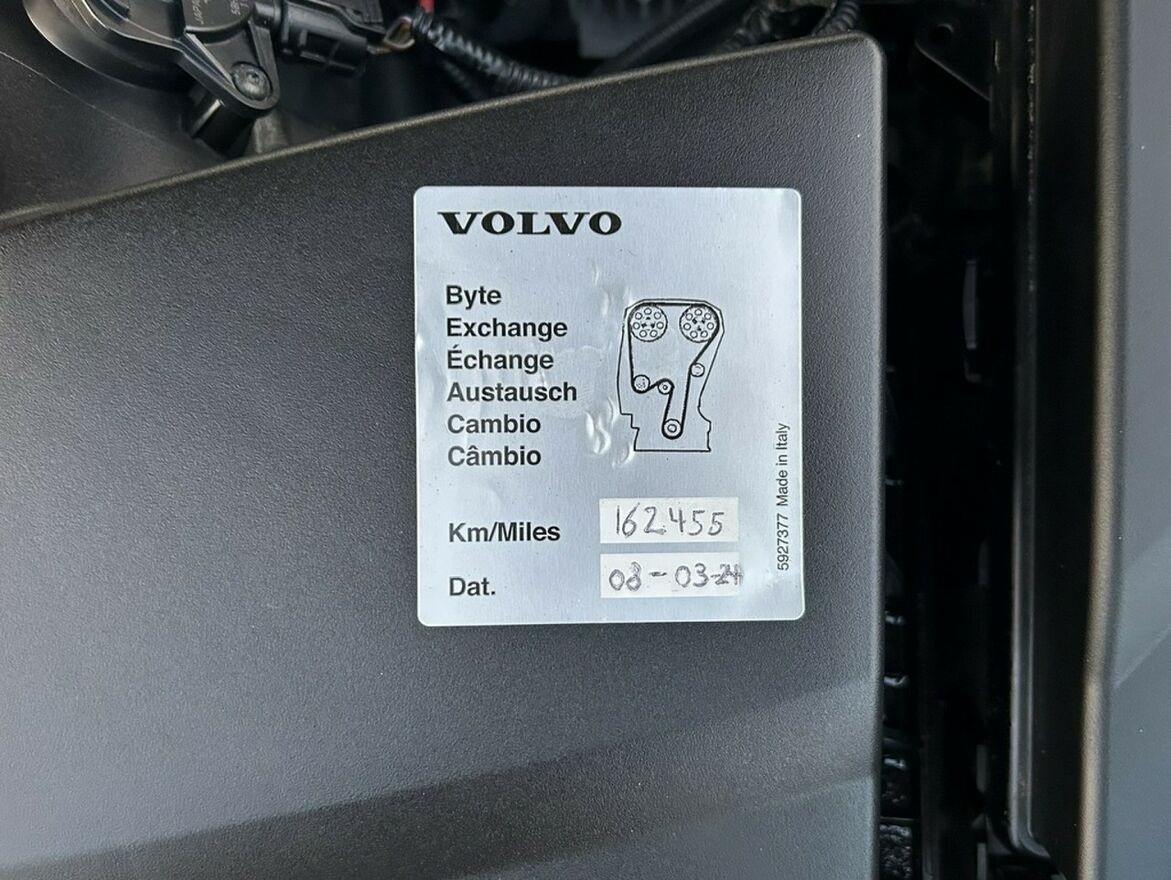 VOLVO
Byte
Exchange
Échange
Austausch
Cambio
Câmbio
Km/Miles 162455
Dat. 08-03-24
5927377 Made in Italy